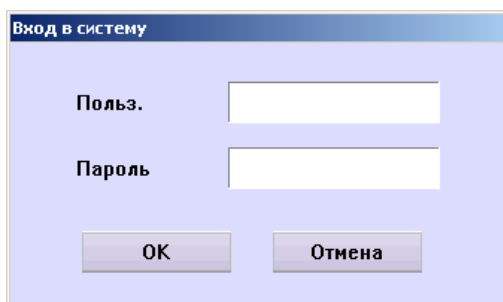 Вход в систему
Польз.
Пароль
OK
Отмена